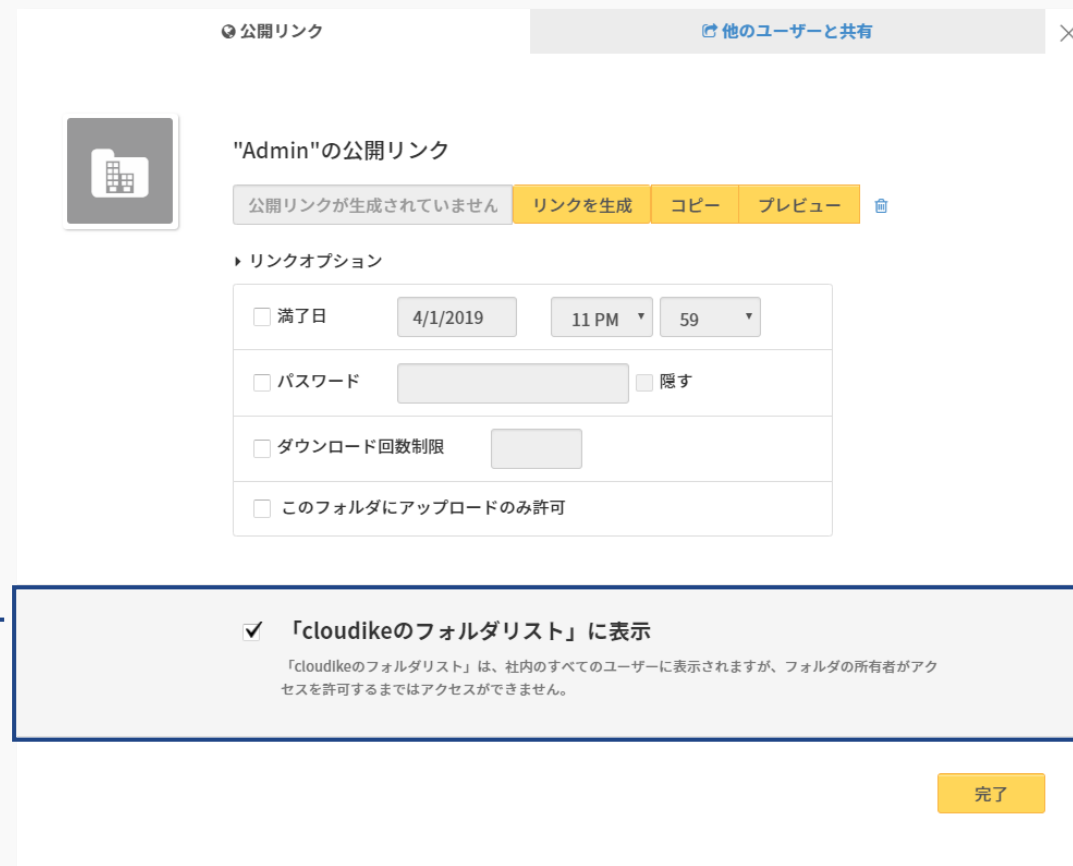 公開リンク
他のユーザーと共有
"Admin"の公開リンク
公開リンクが生成されていません リンクを生成 コピー プレビュー
リンクオプション
満了日 4/1/2019 11 PM 59
パスワード 隠す
ダウンロード回数制限
このフォルダにアップロードのみ許可
「cloudikeのフォルダリスト」に表示
「cloudikeのフォルダリスト」は、社内のすべてのユーザーに表示されますが、フォルダの所有者がアク
セスを許可するまではアクセスができません。
完了